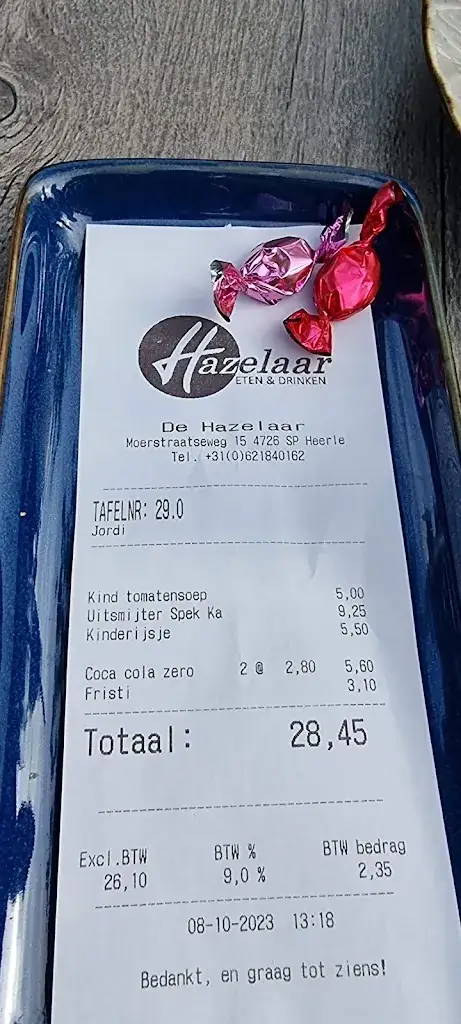 Hazelaar
ETEN & DRINKEN
De Hazelaar
Moerstraatseweg 15 4726 SP Heerle
Tel. +31(0)621840162
TAFELNR: 29.0
Jordi
Kind tomatensoep 5,00
Uitsmijter Spek Ka 9,25
Kinderijsje 5,50
Coca cola zero 2 @ 2,80 5,60
Fristi 3,10
Totaal: 28,45
Excl.BTW BTW % BTW bedrag
26,10 9,0 % 2,35
08-10-2023 13:18
Bedankt, en graag tot ziens!